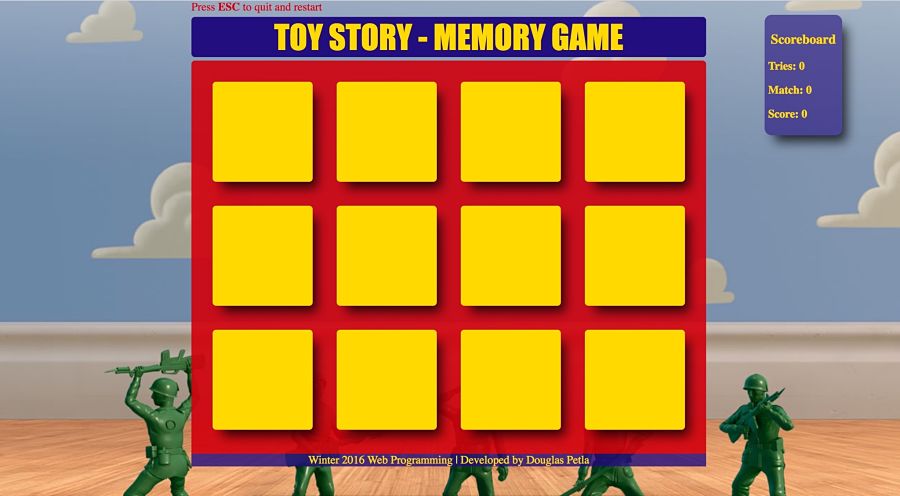 Press ESC to quit and restart
TOY STORY - MEMORY GAME
Scoreboard
Tries: 0
Match: 0
Score: 0
Winter 2016 Web Programming | Developed by Douglas Petla